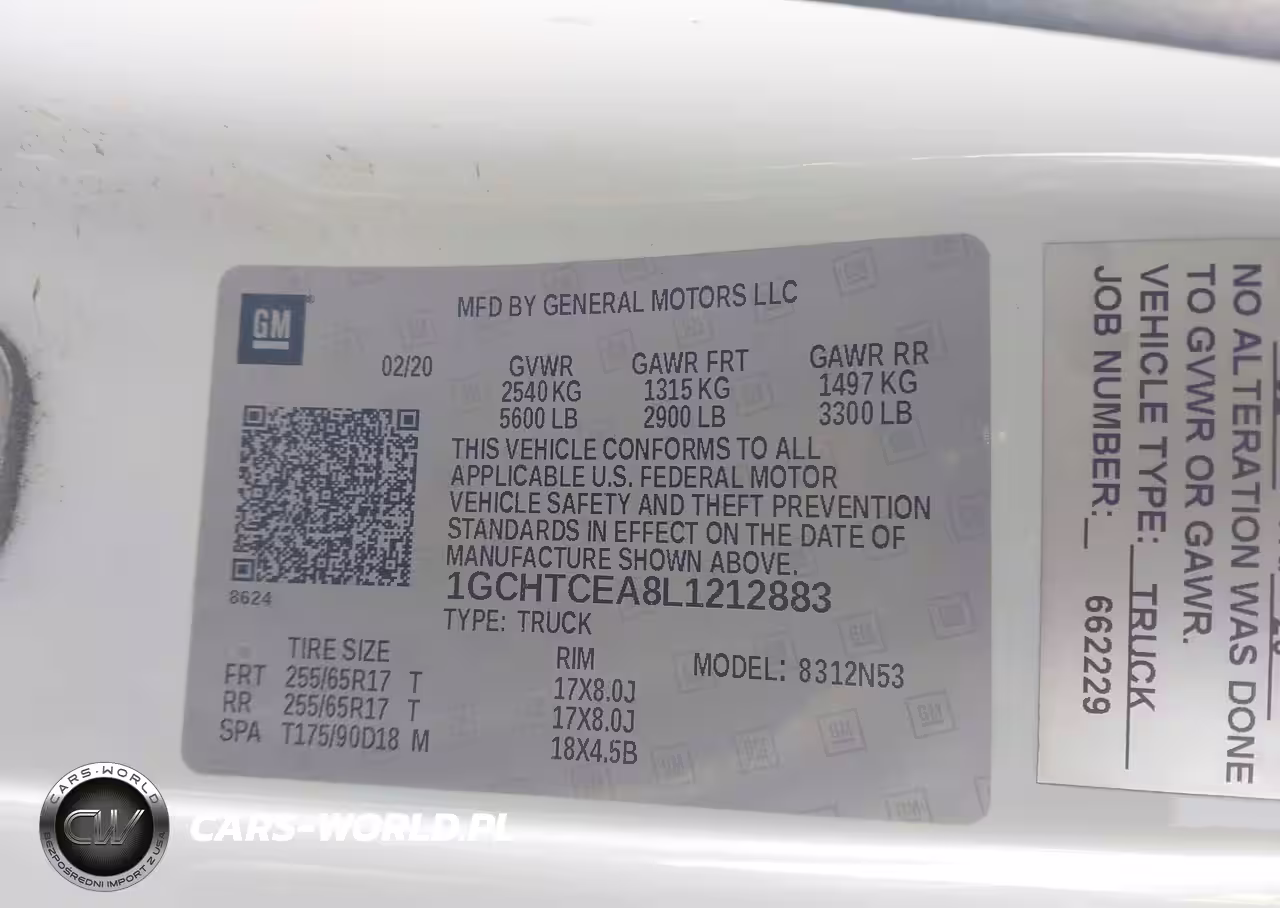 GM
MFD BY GENERAL MOTORS LLC
02/20
GVWR GAWR FRT GAWR RR
2540 KG 1315 KG 1497 KG
5600 LB 2900 LB 3300 LB
THIS VEHICLE CONFORMS TO ALL
APPLICABLE U.S. FEDERAL MOTOR
VEHICLE SAFETY AND THEFT PREVENTION
STANDARDS IN EFFECT ON THE DATE OF
MANUFACTURE SHOWN ABOVE.
1GCHTCEA8L1212883
8624
TYPE: TRUCK
TIRE SIZE RIM MODEL: 8312N53
FRT 255/65R17 T 17X8.0J
RR 255/65R17 T 17X8.0J
SPA T175/90D18 M 18X4.5B
NO ALTERATION WAS DONE
TO GVWR OR GAWR.
VEHICLE TYPE: TRUCK
JOB NUMBER: 662229
CARS-WORLD
CW
BEZPOŚREDNI IMPORT Z USA
CARS-WORLD.PL